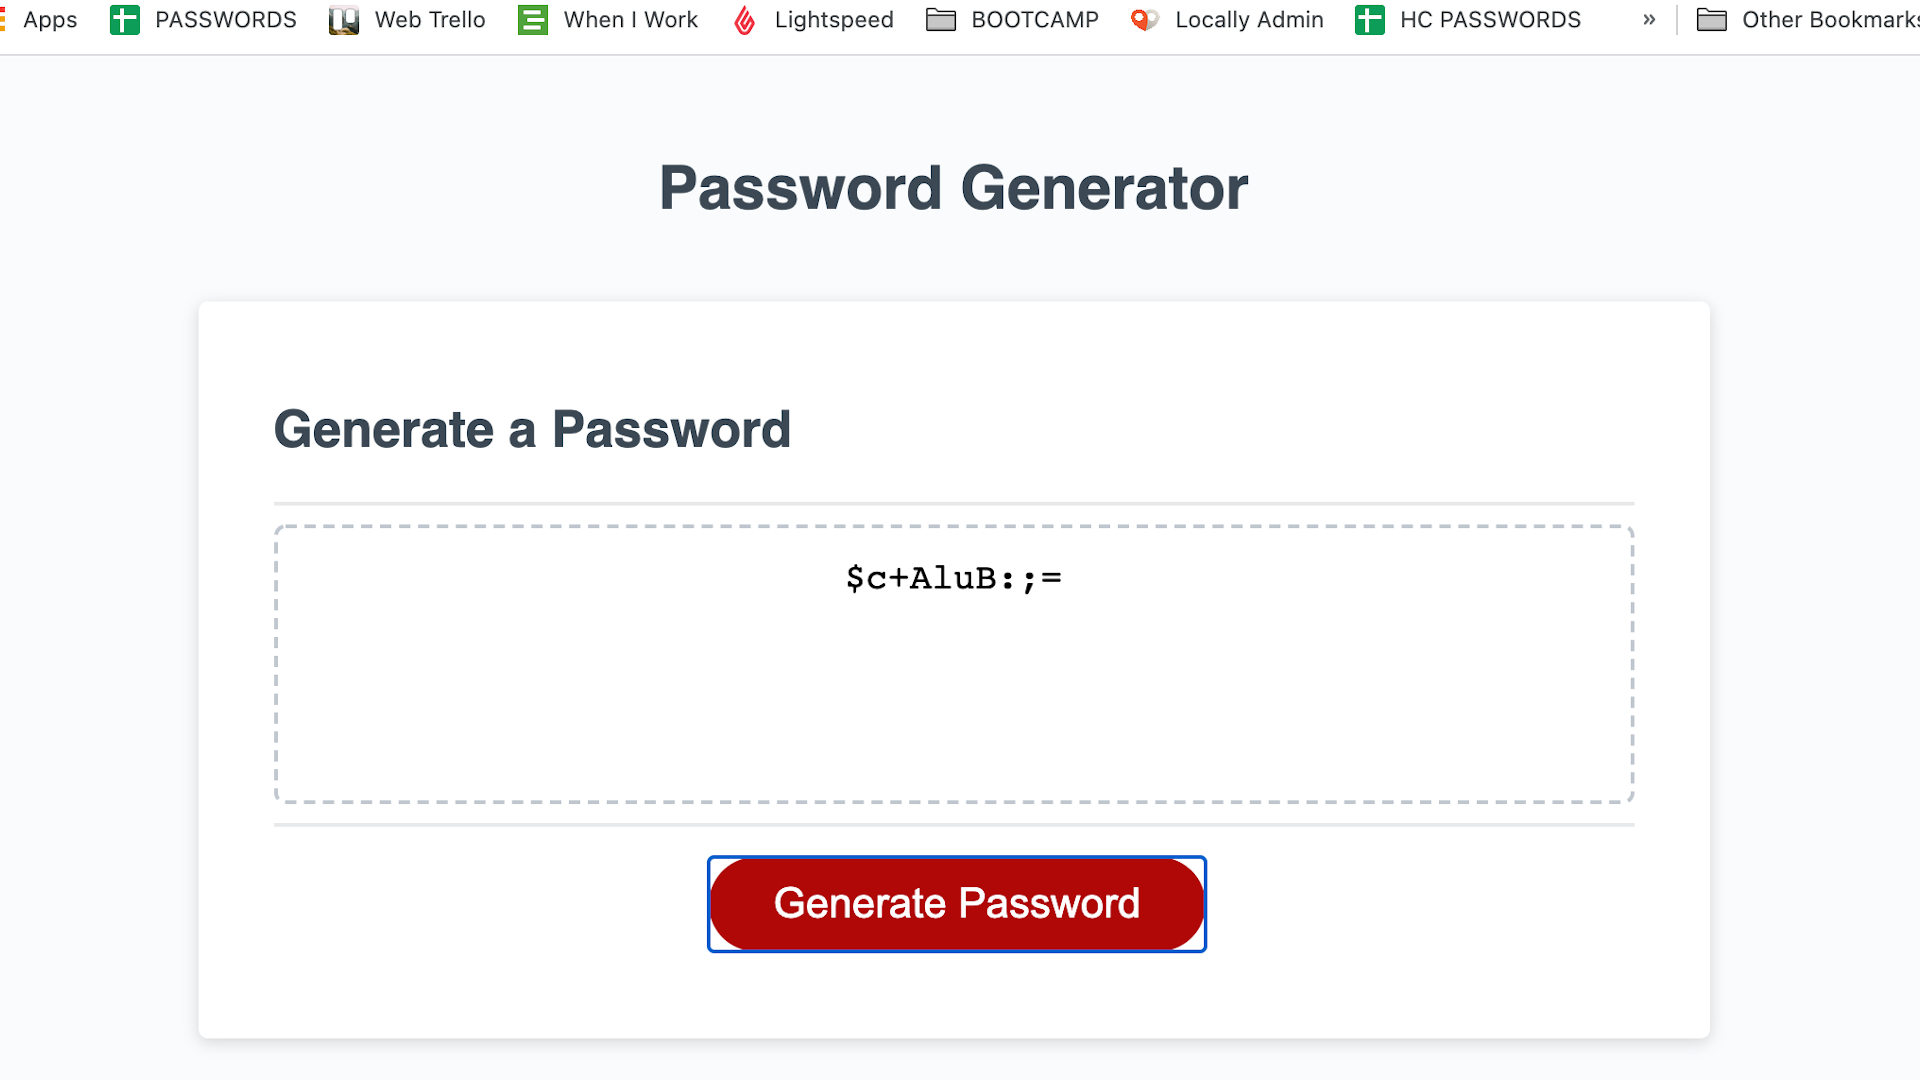 Apps PASSWORDS Web Trello When I Work Lightspeed BOOTCAMP Locally Admin HC PASSWORDS » Other Bookmarks
Password Generator
Generate a Password
$c+AluB:;=
Generate Password